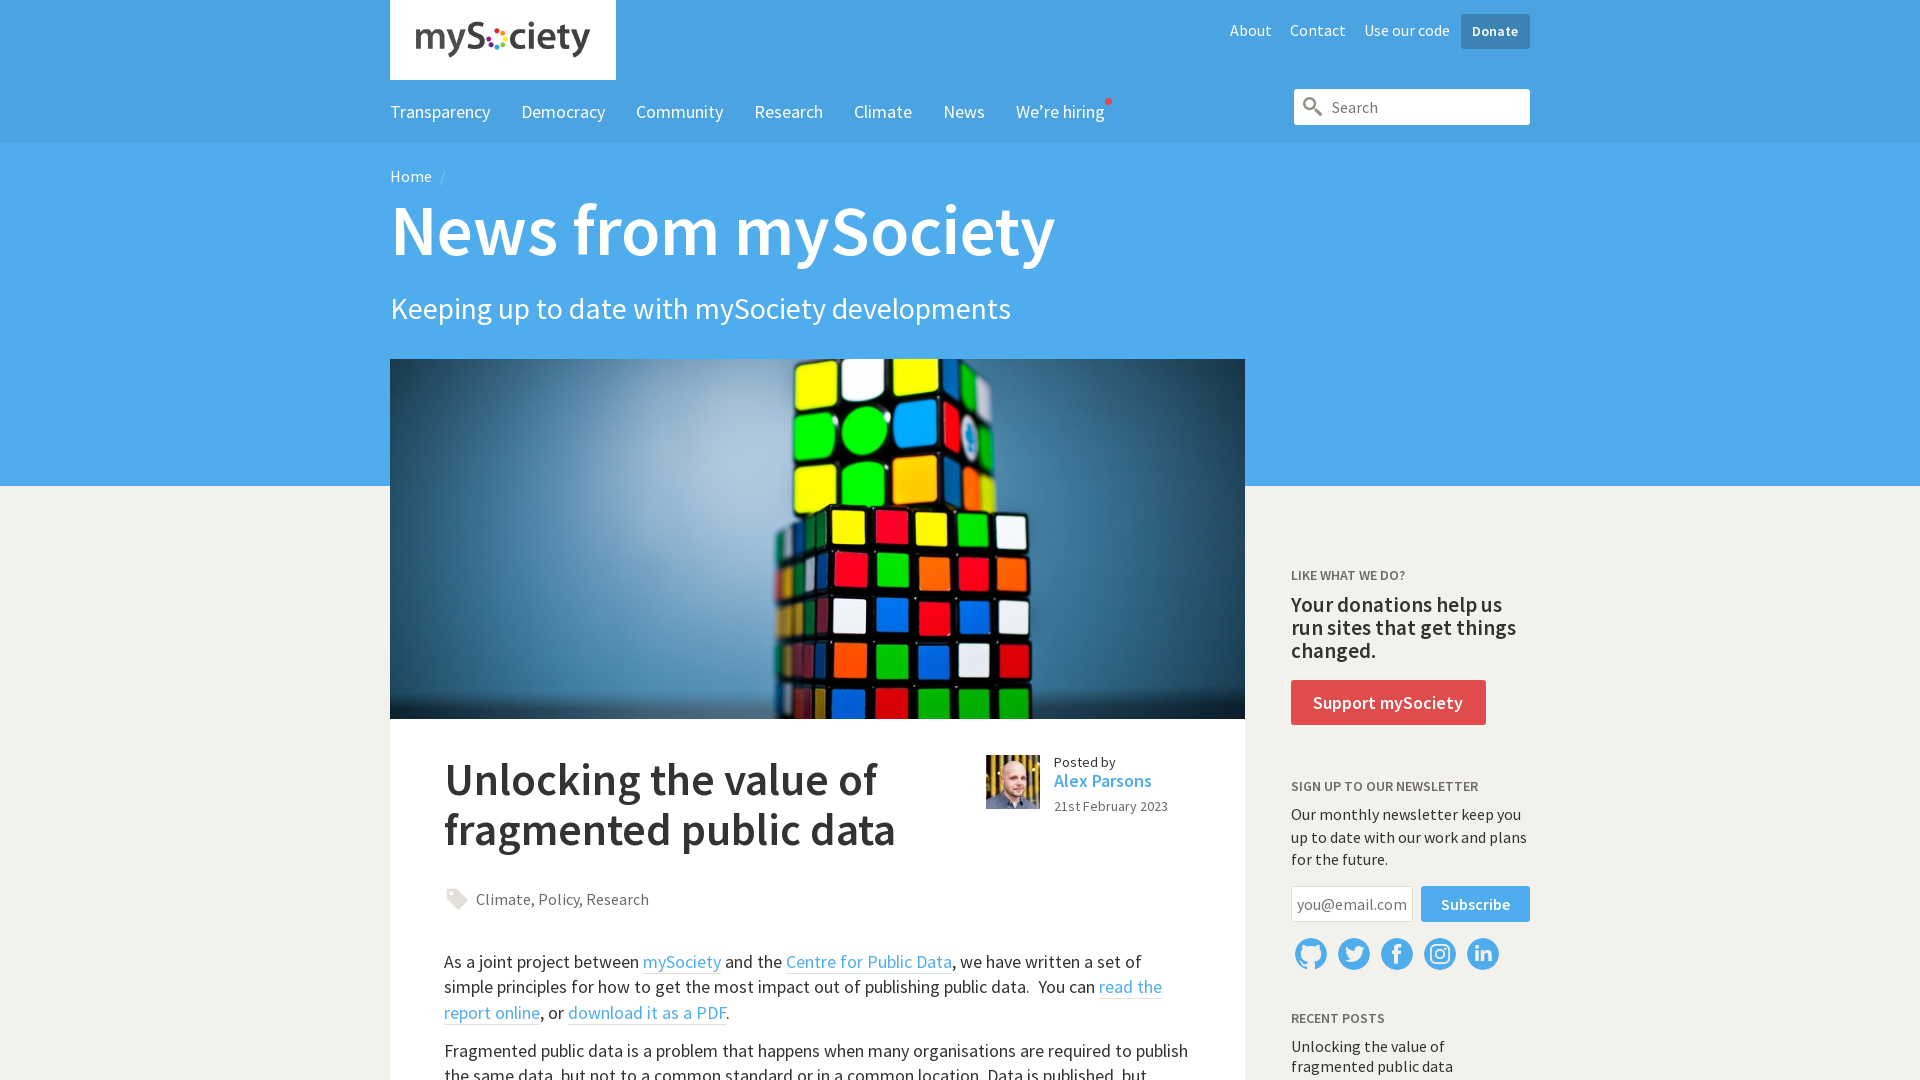 mySociety
About
Contact
Use our code
Donate
Transparency
Democracy
Community
Research
Climate
News
We’re hiring
Search
Home /
News from mySociety
Keeping up to date with mySociety developments
Unlocking the value of
fragmented public data
Posted by
Alex Parsons
21st February 2023
Climate, Policy, Research
As a joint project between mySociety and the Centre for Public Data, we have written a set of
simple principles for how to get the most impact out of publishing public data.  You can read the
report online, or download it as a PDF.
Fragmented public data is a problem that happens when many organisations are required to publish
the same data, but not to a common standard or in a common location. Data is published, but
LIKE WHAT WE DO?
Your donations help us
run sites that get things
changed.
Support mySociety
SIGN UP TO OUR NEWSLETTER
Our monthly newsletter keep you
up to date with our work and plans
for the future.
you@email.com
Subscribe
RECENT POSTS
Unlocking the value of
fragmented public data